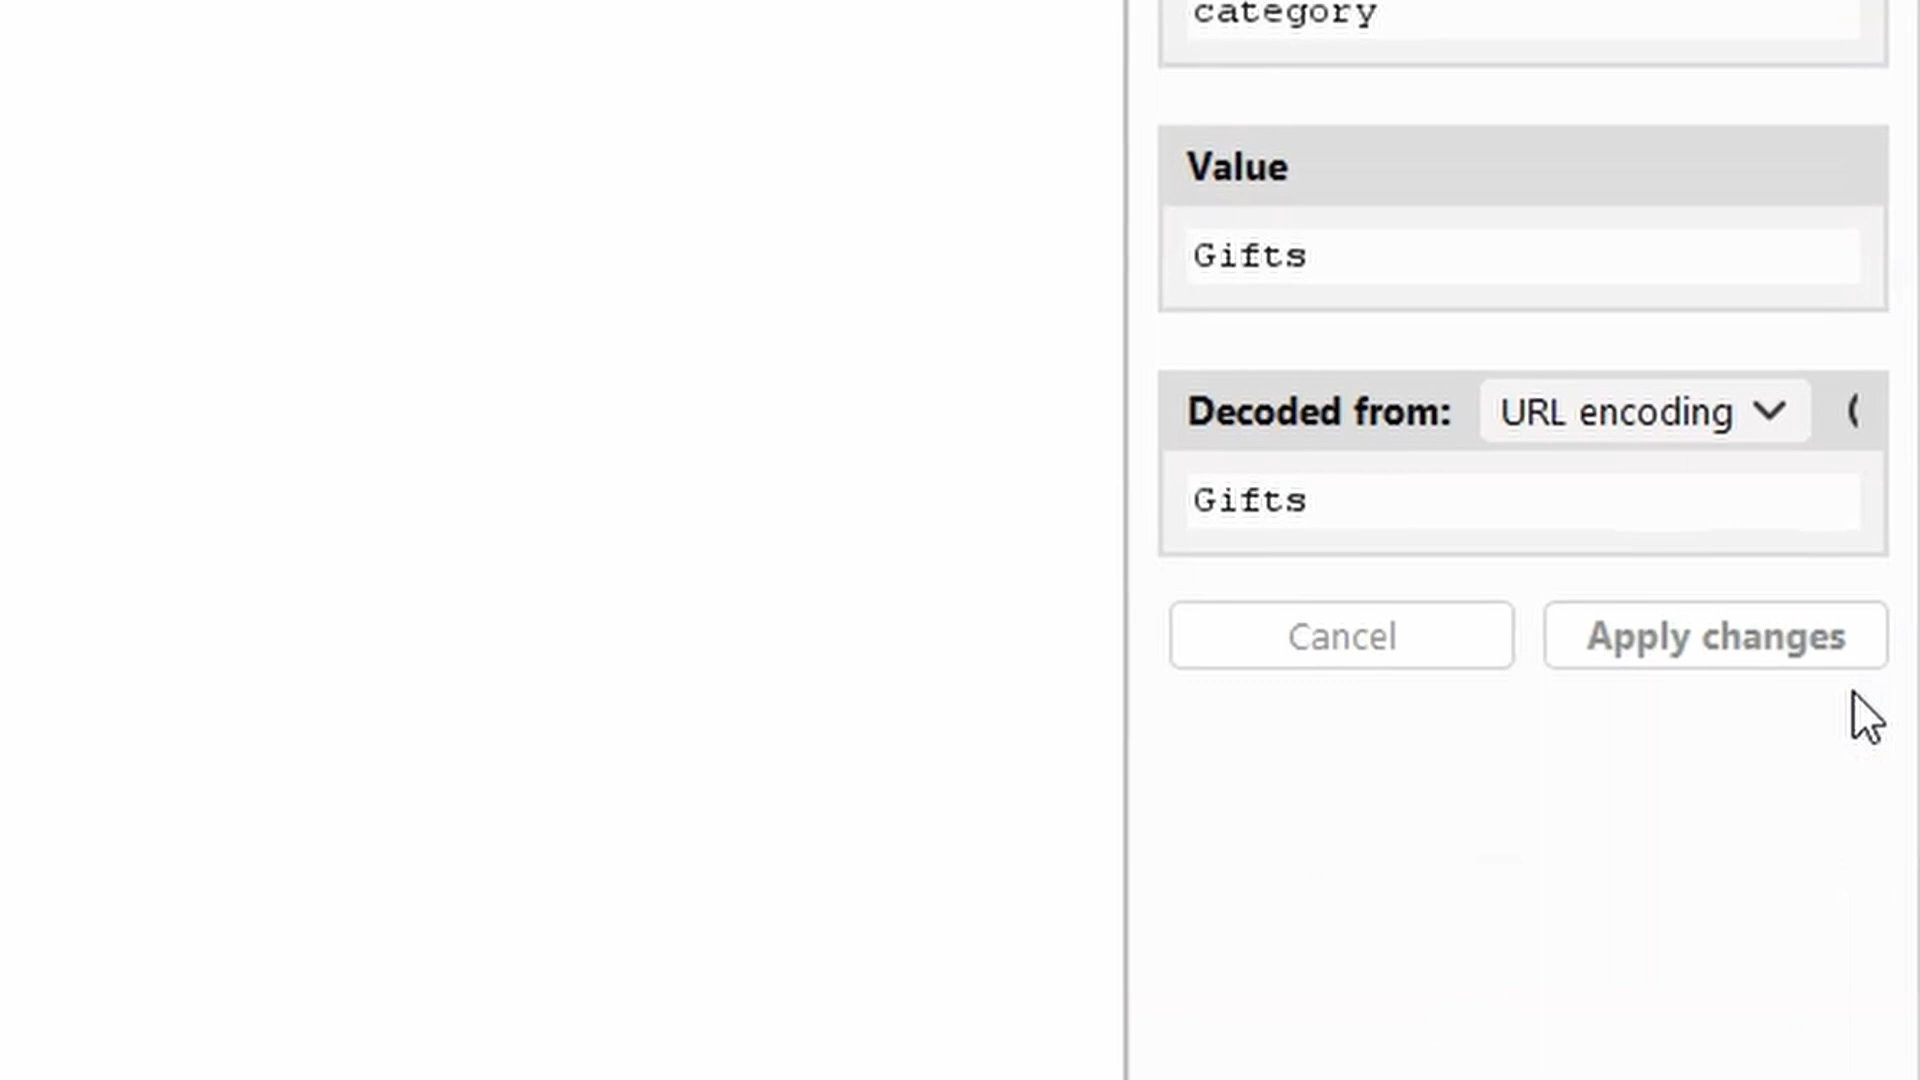 category
Value
Gifts
Decoded from: URL encoding (
Gifts
Cancel Apply changes